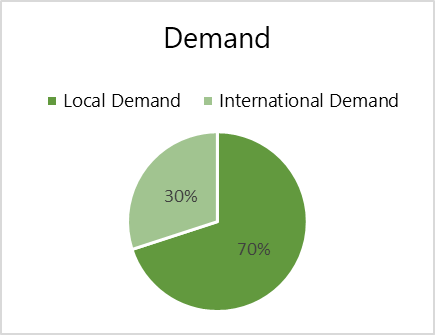 Demand
Local Demand International Demand
30%
70%